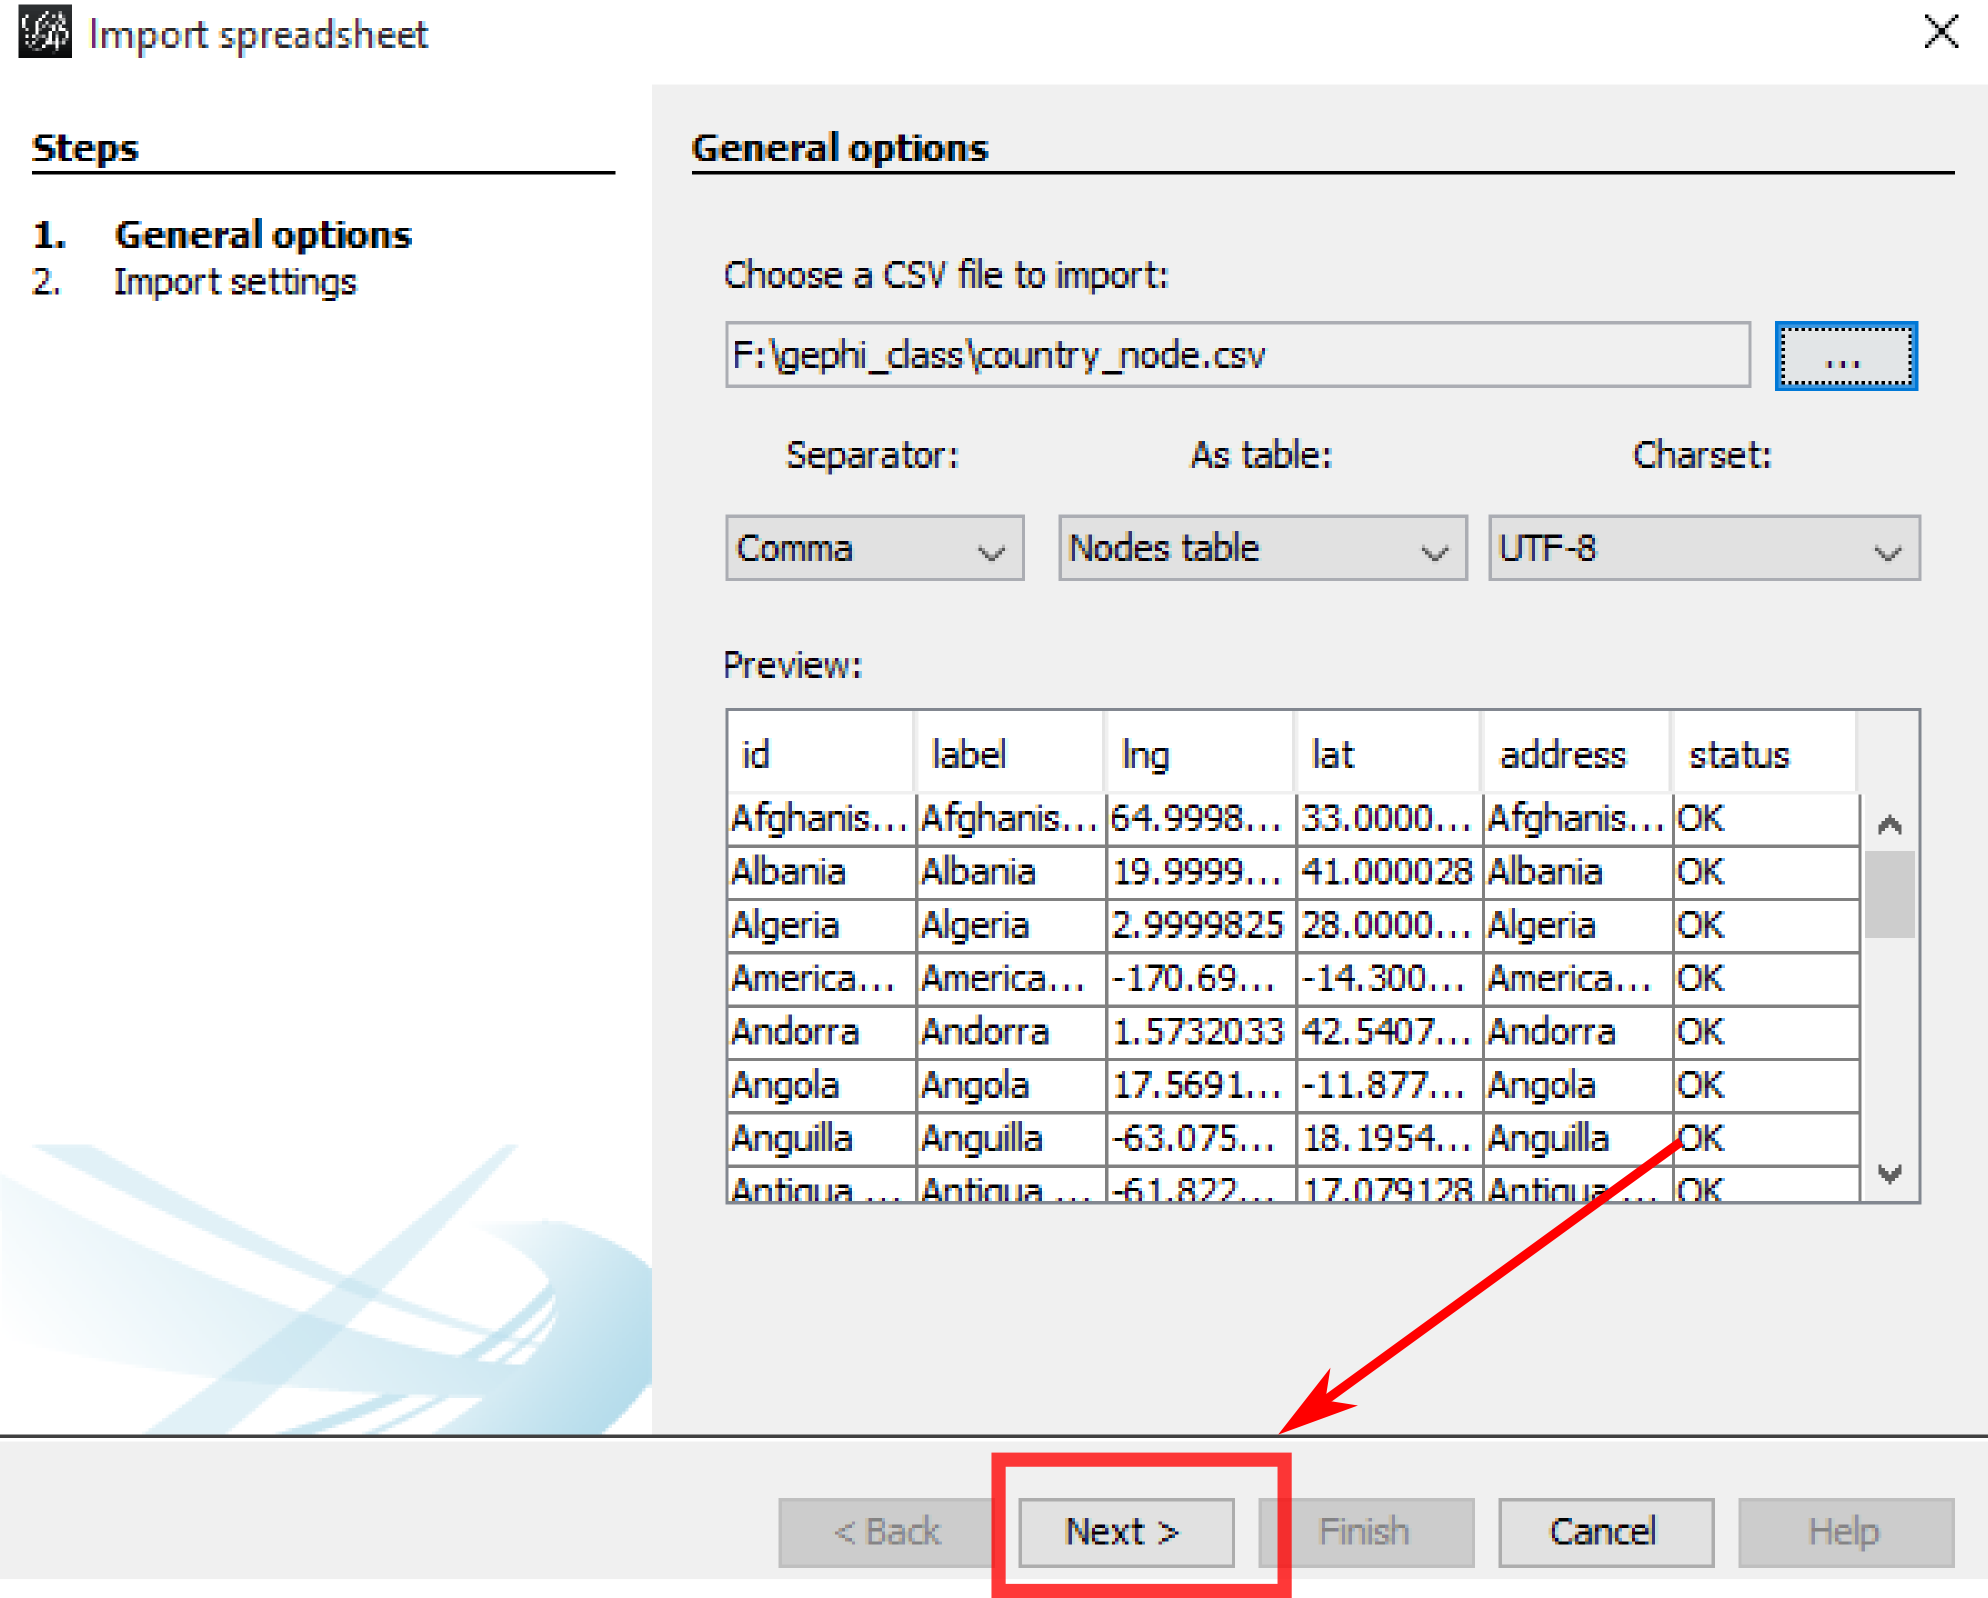 Import spreadsheet
Steps
1. General options
2. Import settings
General options
Choose a CSV file to import:
F:\gephi_class\country_node.csv ...
Separator: As table: Charset:
Comma Nodes table UTF-8
Preview:
id label lng lat address status
Afghanis... Afghanis... 64.9998... 33.0000... Afghanis... OK
Albania Albania 19.9999... 41.000028 Albania OK
Algeria Algeria 2.9999825 28.0000... Algeria OK
America... America... -170.69... -14.300... America... OK
Andorra Andorra 1.5732033 42.5407... Andorra OK
Angola Angola 17.5691... -11.877... Angola OK
Anguilla Anguilla -63.075... 18.1954... Anguilla OK
Antigua ... Antigua ... -61.822... 17.079128 Antigua ... OK
< Back Next > Finish Cancel Help